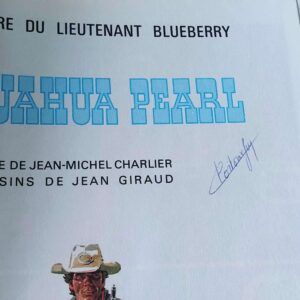 RE DU LIEUTENANT BLUEBERRY
UAHUA PEARL
E DE JEAN-MICHEL CHARLIER
SINS DE JEAN GIRAUD